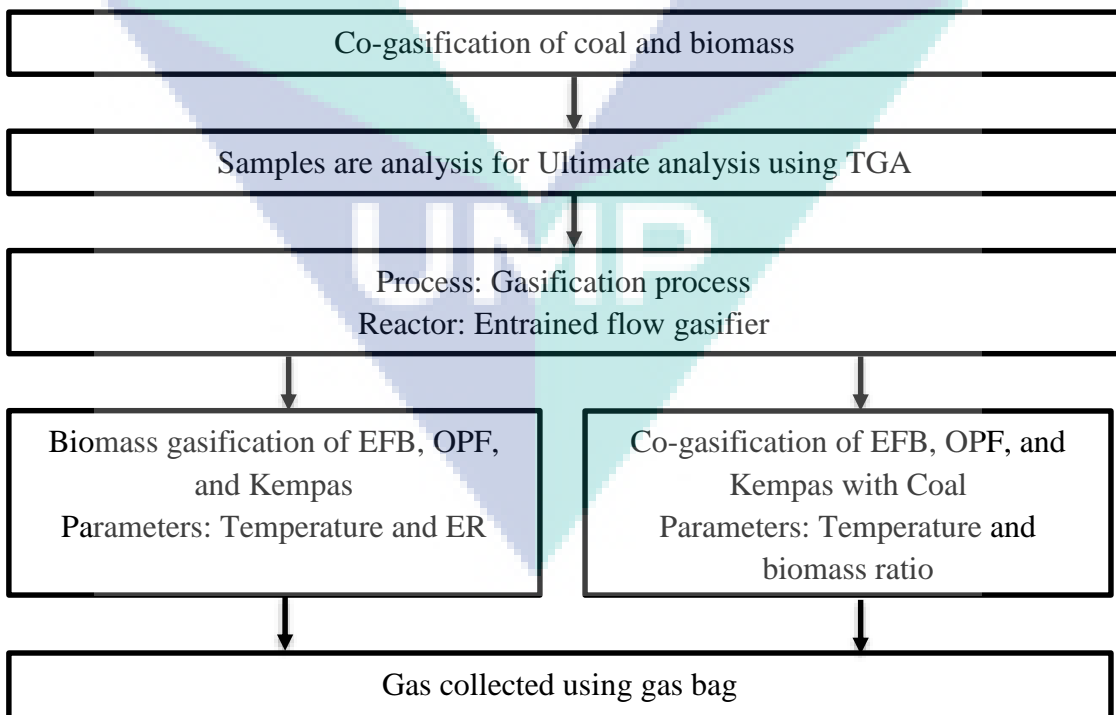 Co-gasification of coal and biomass
Samples are analysis for Ultimate analysis using TGA
UMP
Process: Gasification process
Reactor: Entrained flow gasifier
Biomass gasification of EFB, OPF,
and Kempas
Parameters: Temperature and ER
Co-gasification of EFB, OPF, and
Kempas with Coal
Parameters: Temperature and
biomass ratio
Gas collected using gas bag